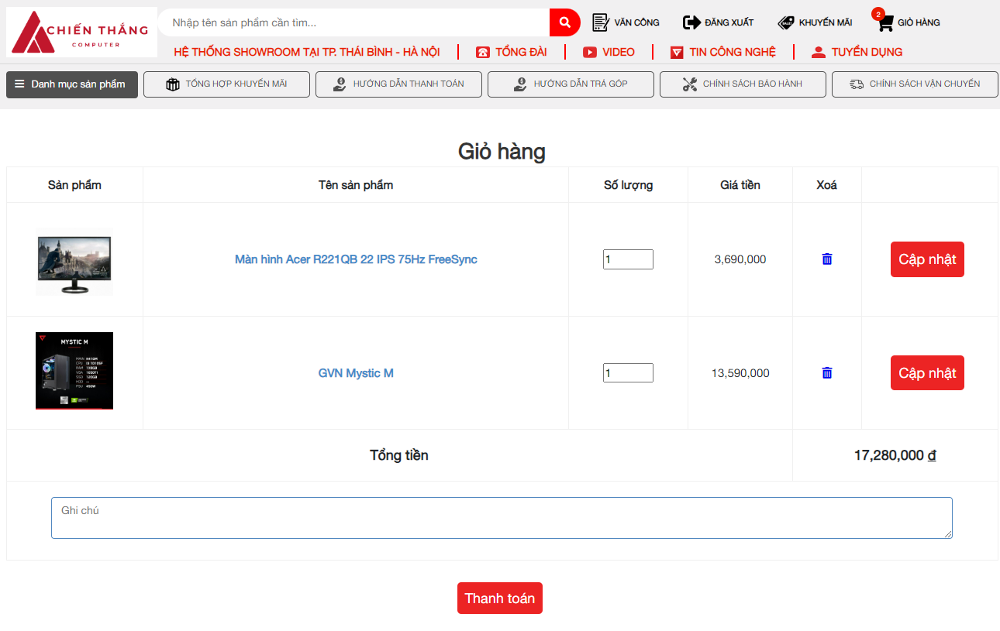 CHIẾN THẮNG
COMPUTER
Nhập tên sản phẩm cần tìm...
VĂN CÔNG
ĐĂNG XUẤT
KHUYẾN MÃI
2
GIỎ HÀNG
HỆ THỐNG SHOWROOM TẠI TP. THÁI BÌNH - HÀ NỘI
TỔNG ĐÀI
VIDEO
TIN CÔNG NGHỆ
TUYỂN DỤNG
Danh mục sản phẩm
TỔNG HỢP KHUYẾN MÃI
HƯỚNG DẪN THANH TOÁN
HƯỚNG DẪN TRẢ GÓP
CHÍNH SÁCH BẢO HÀNH
CHÍNH SÁCH VẬN CHUYỂN
Giỏ hàng
Sản phẩm
Tên sản phẩm
Số lượng
Giá tiền
Xoá
Màn hình Acer R221QB 22 IPS 75Hz FreeSync
1
3,690,000
Cập nhật
MYSTIC M
GVN Mystic M
1
13,590,000
Cập nhật
Tổng tiền
17,280,000 đ
Ghi chú
Thanh toán